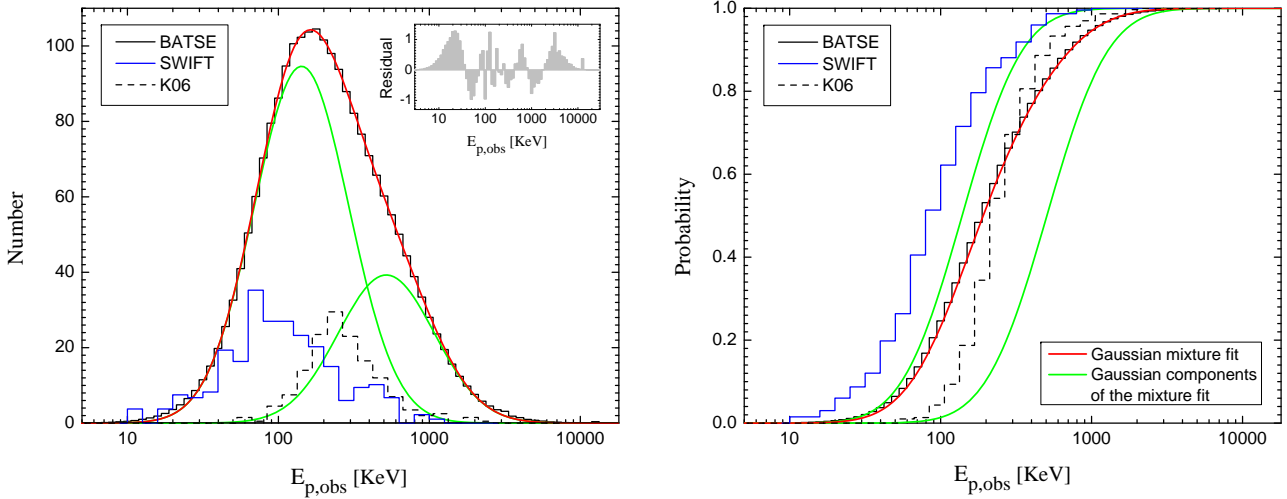 Number
100
80
60
40
20
0
10
100
1000
10000
E_p,obs [KeV]
BATSE
SWIFT
K06
Residual
1
0
-1
10
100
1000
10000
E_p,obs [KeV]
Probability
1.0
0.8
0.6
0.4
0.2
0.0
10
100
1000
10000
E_p,obs [KeV]
BATSE
SWIFT
K06
Gaussian mixture fit
Gaussian components
of the mixture fit